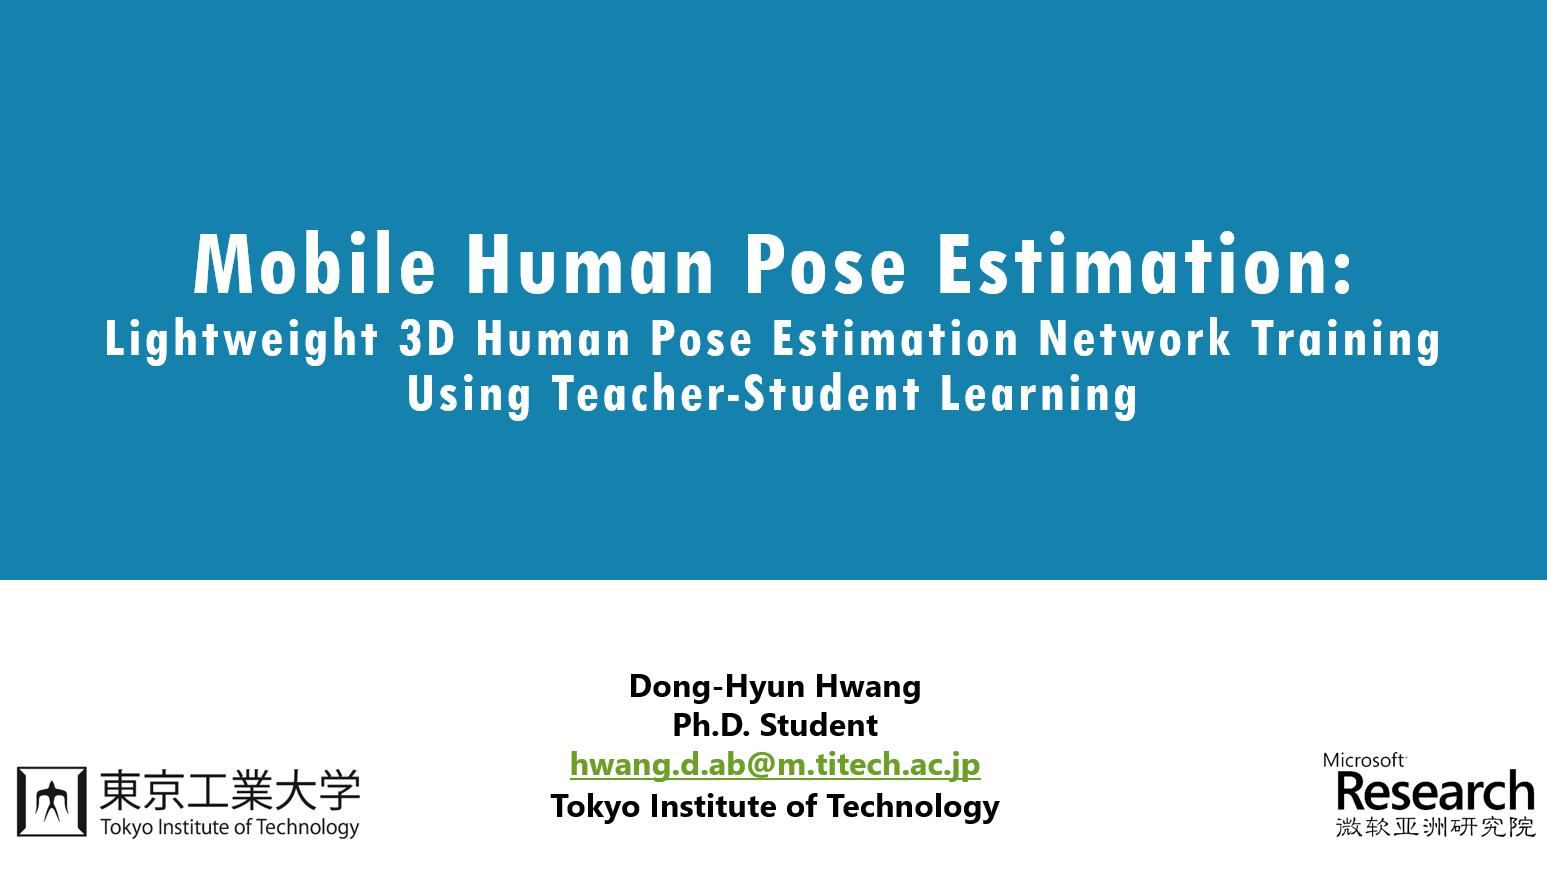 Mobile Human Pose Estimation:
Lightweight 3D Human Pose Estimation Network Training
Using Teacher-Student Learning
Dong-Hyun Hwang
Ph.D. Student
hwang.d.ab@m.titech.ac.jp
Tokyo Institute of Technology
東京工業大学
Tokyo Institute of Technology
Microsoft
Research
微软亚洲研究院